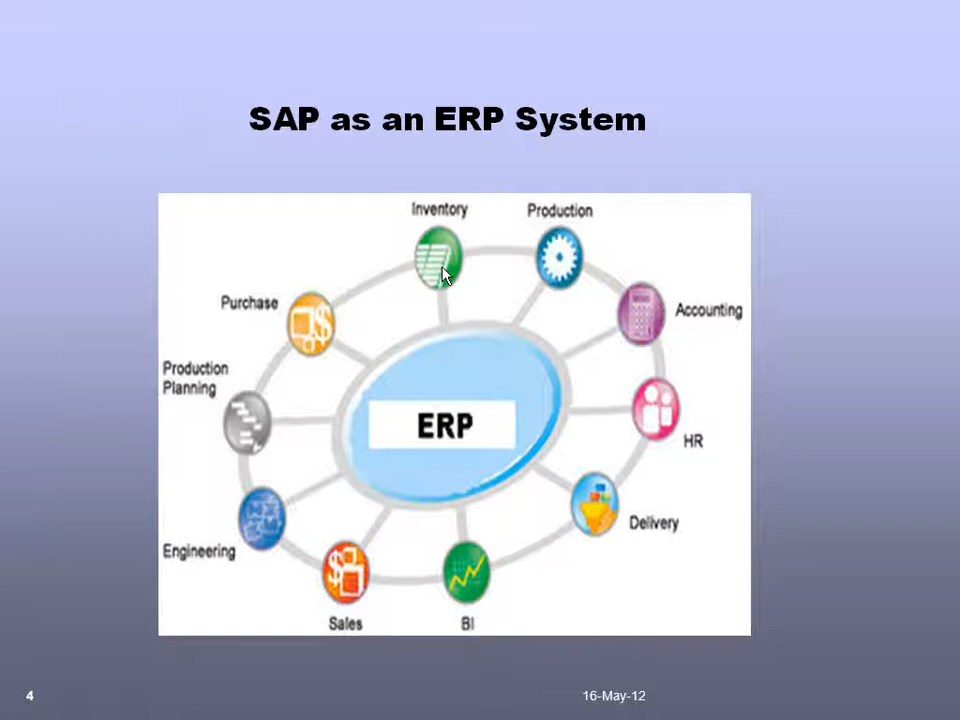 SAP as an ERP System
Inventory
Production
Purchase
Accounting
Production
Planning
ERP
HR
Delivery
Engineering
Sales
BI
4
16-May-12